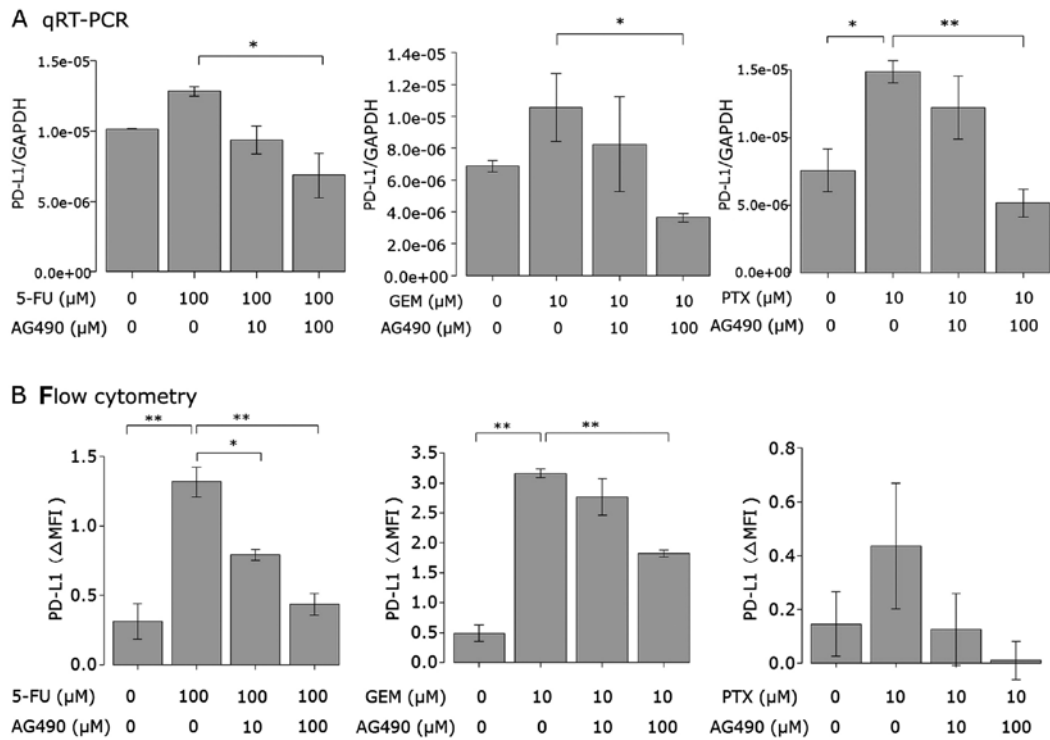 A qRT-PCR
*
PD-L1/GAPDH
1.5e-05
1.0e-05
5.0e-06
0.0e+00
5-FU (μM) 0 100 100 100
AG490 (μM) 0 0 10 100
*
PD-L1/GAPDH
1.4e-05
1.2e-05
1.0e-05
8.0e-06
6.0e-06
4.0e-06
2.0e-06
0.0e+00
GEM (μM) 0 10 10 10
AG490 (μM) 0 0 10 100
* **
PD-L1/GAPDH
1.5e-05
1.0e-05
5.0e-06
0.0e+00
PTX (μM) 0 10 10 10
AG490 (μM) 0 0 10 100
B Flow cytometry
** **
*
PD-L1 (△MFI)
1.5
1.0
0.5
0.0
5-FU (μM) 0 100 100 100
AG490 (μM) 0 0 10 100
** **
PD-L1 (△MFI)
3.5
3.0
2.5
2.0
1.5
1.0
0.5
0.0
GEM (μM) 0 10 10 10
AG490 (μM) 0 0 10 100
PD-L1 (△MFI)
0.8
0.6
0.4
0.2
0.0
PTX (μM) 0 10 10 10
AG490 (μM) 0 0 10 100